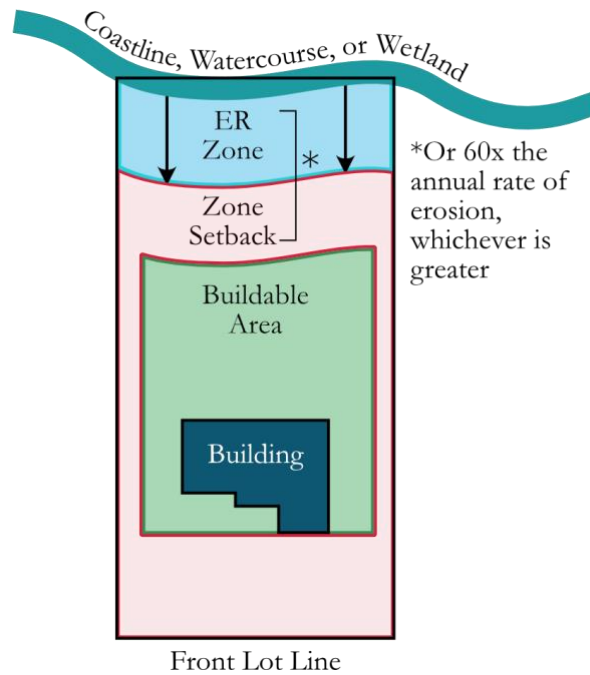 Coastline, Watercourse, or Wetland
ER
Zone
*
Zone
Setback
*Or 60x the
annual rate of
erosion,
whichever is
greater
Buildable
Area
Building
Front Lot Line